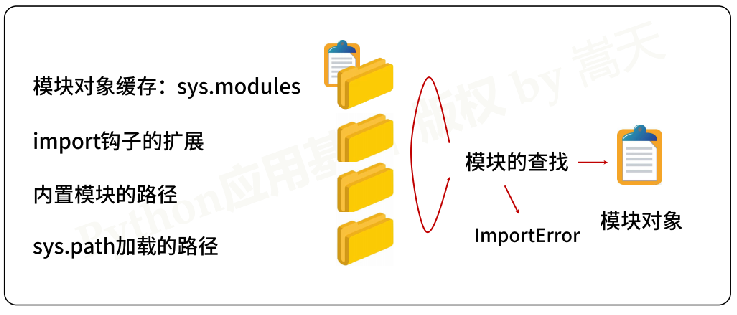 模块对象缓存：sys.modules
import钩子的扩展
内置模块的路径
sys.path加载的路径
模块的查找
ImportError
模块对象
Python应用基 版权 by 嵩天